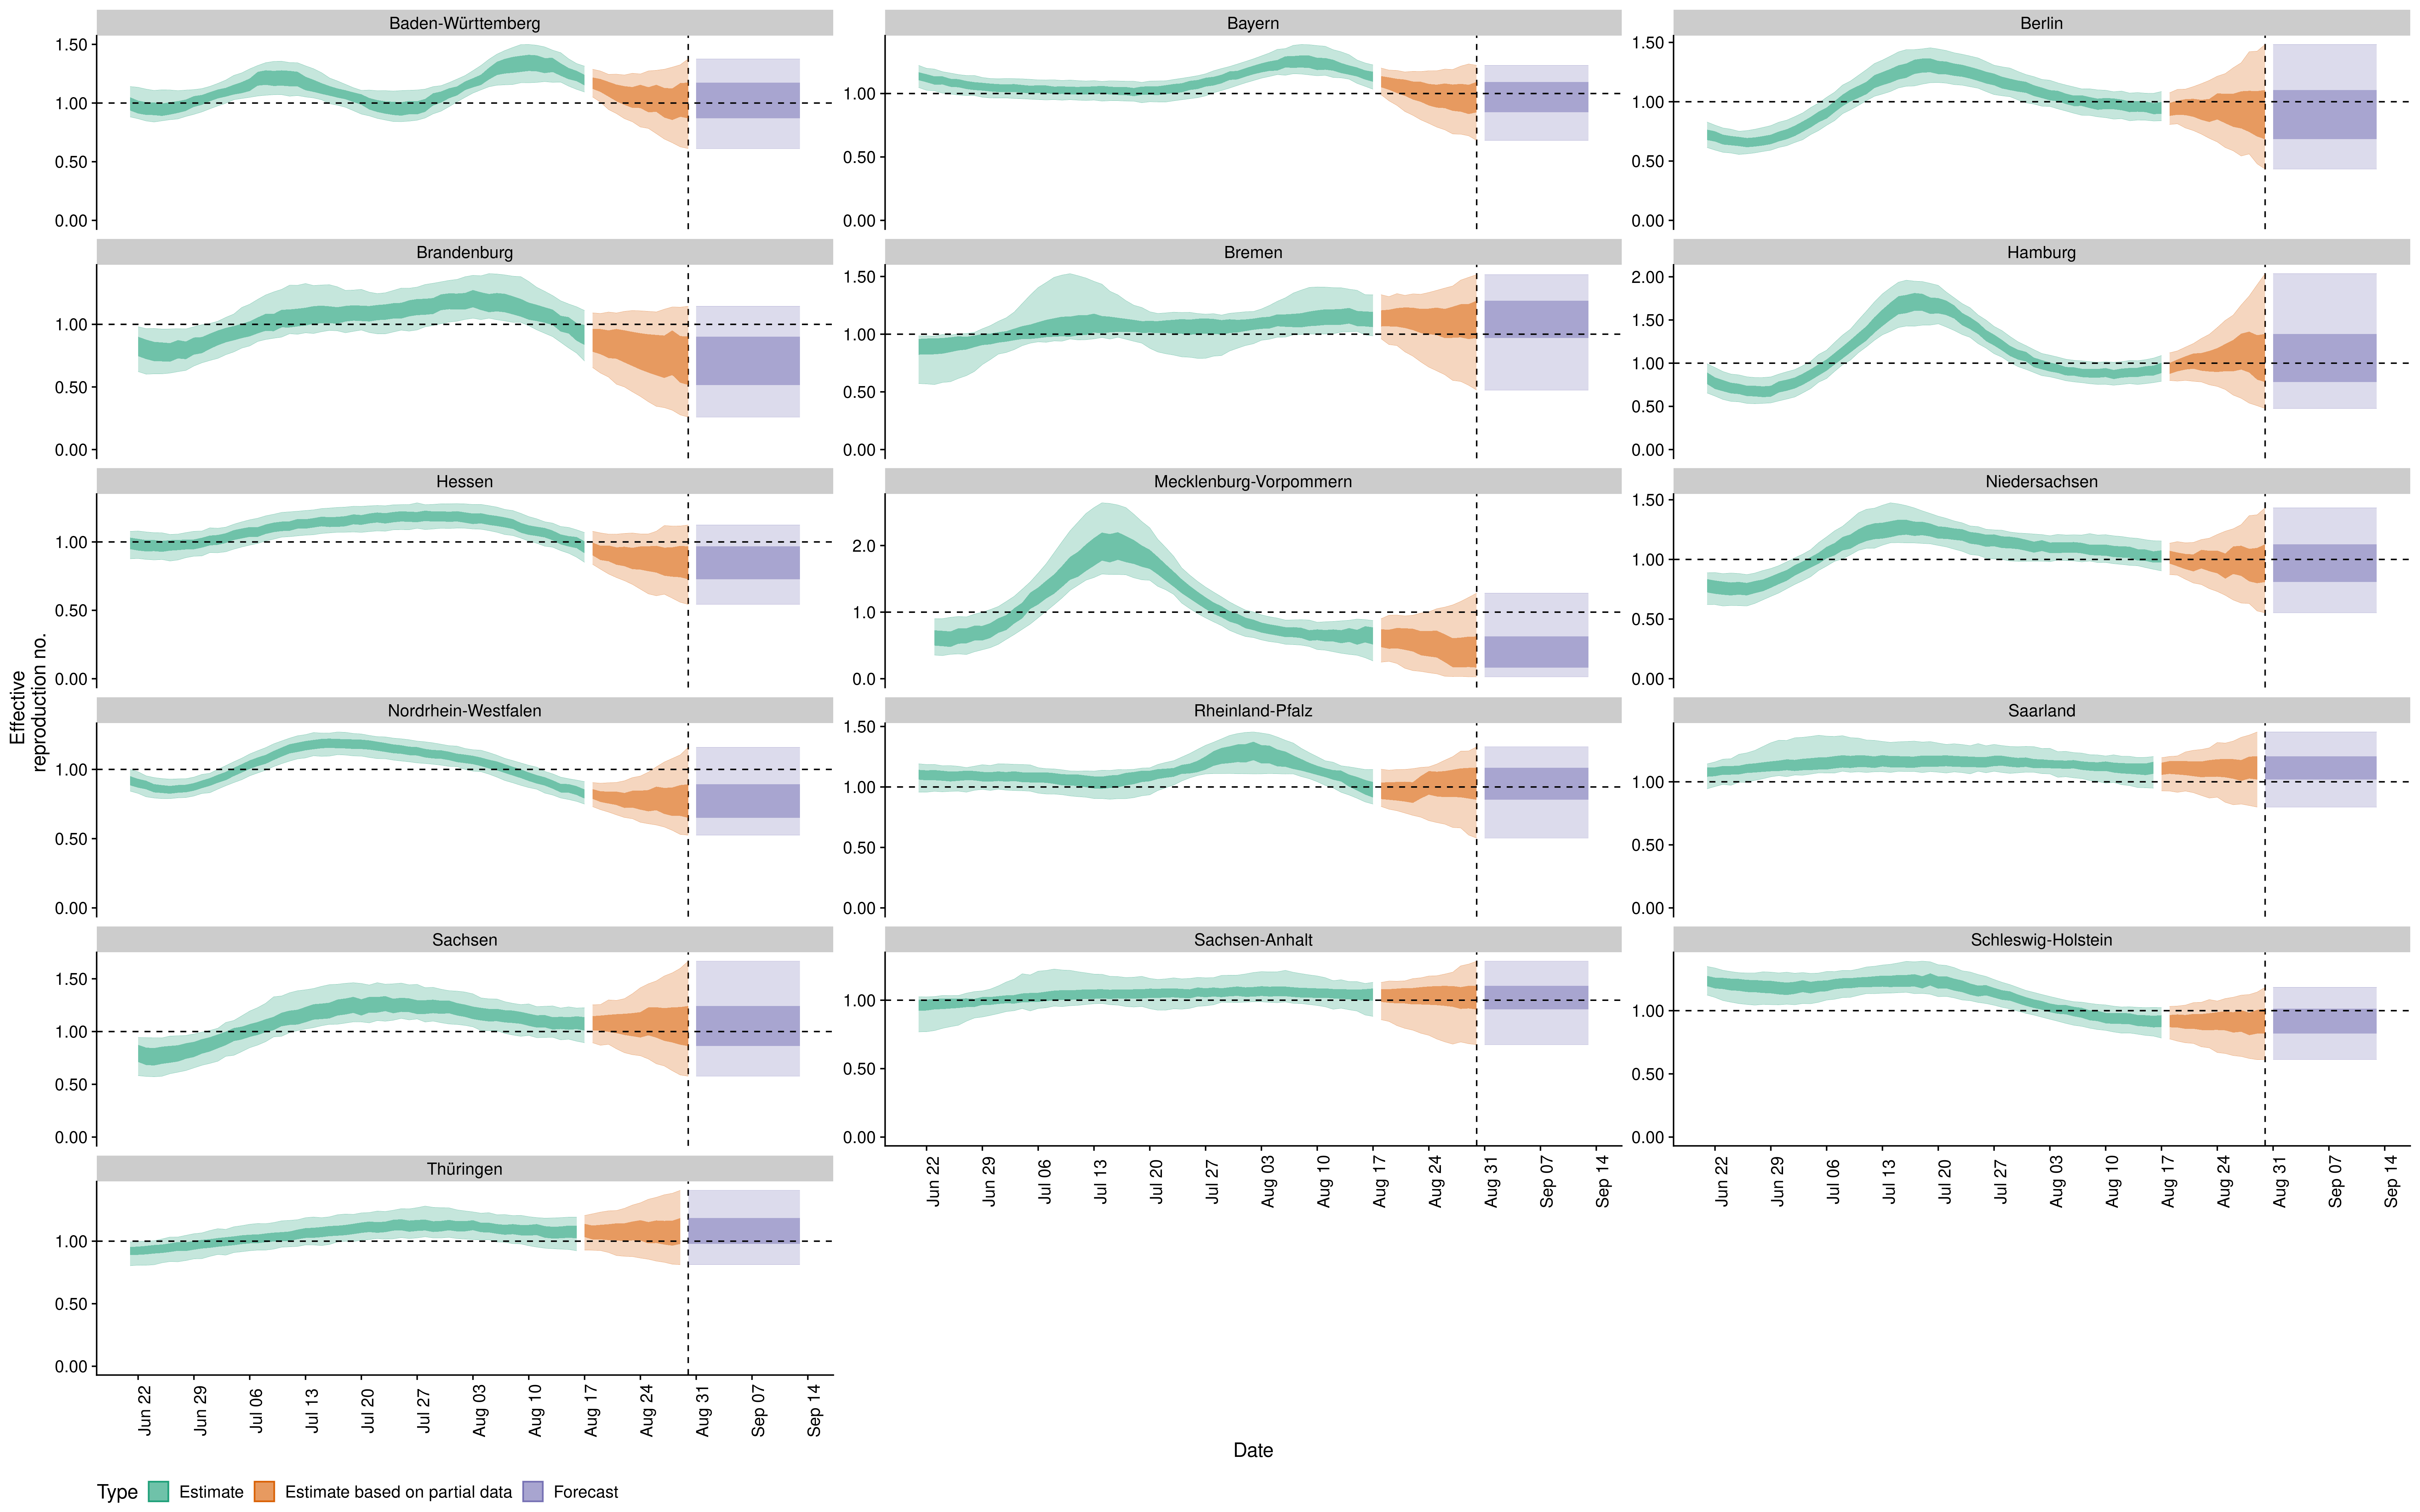 Baden-Württemberg
Bayern
Berlin
1.50
1.00
0.50
0.00
1.00
0.50
0.00
1.50
1.00
0.50
0.00
Brandenburg
Bremen
Hamburg
1.00
0.50
0.00
1.50
1.00
0.50
0.00
2.00
1.50
1.00
0.50
0.00
Hessen
Mecklenburg-Vorpommern
Niedersachsen
1.00
0.50
0.00
2.0
1.0
0.0
1.50
1.00
0.50
0.00
Effective
reproduction no.
Nordrhein-Westfalen
Rheinland-Pfalz
Saarland
1.00
0.50
0.00
1.50
1.00
0.50
0.00
1.00
0.50
0.00
Sachsen
Sachsen-Anhalt
Schleswig-Holstein
1.50
1.00
0.50
0.00
1.00
0.50
0.00
1.00
0.50
0.00
Jun 22
Jun 29
Jul 06
Jul 13
Jul 20
Jul 27
Aug 03
Aug 10
Aug 17
Aug 24
Aug 31
Sep 07
Sep 14
Jun 22
Jun 29
Jul 06
Jul 13
Jul 20
Jul 27
Aug 03
Aug 10
Aug 17
Aug 24
Aug 31
Sep 07
Sep 14
Thüringen
1.00
0.50
0.00
Jun 22
Jun 29
Jul 06
Jul 13
Jul 20
Jul 27
Aug 03
Aug 10
Aug 17
Aug 24
Aug 31
Sep 07
Sep 14
Date
Type
Estimate
Estimate based on partial data
Forecast